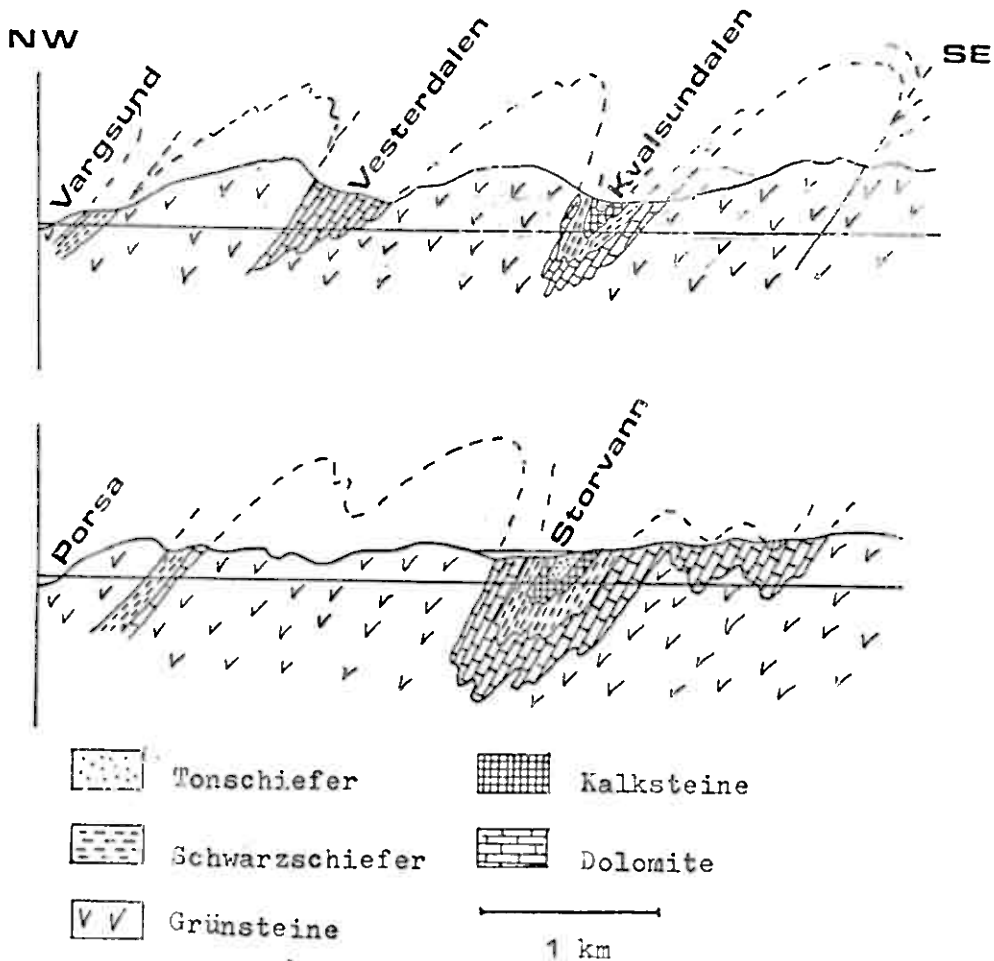 NW
SE
Vargsund
Vesterdalen
Kvalsundalen
Porsa
Storvann
Tonschiefer
Kalksteine
Schwarzschiefer
Dolomite
Grünsteine
1 km